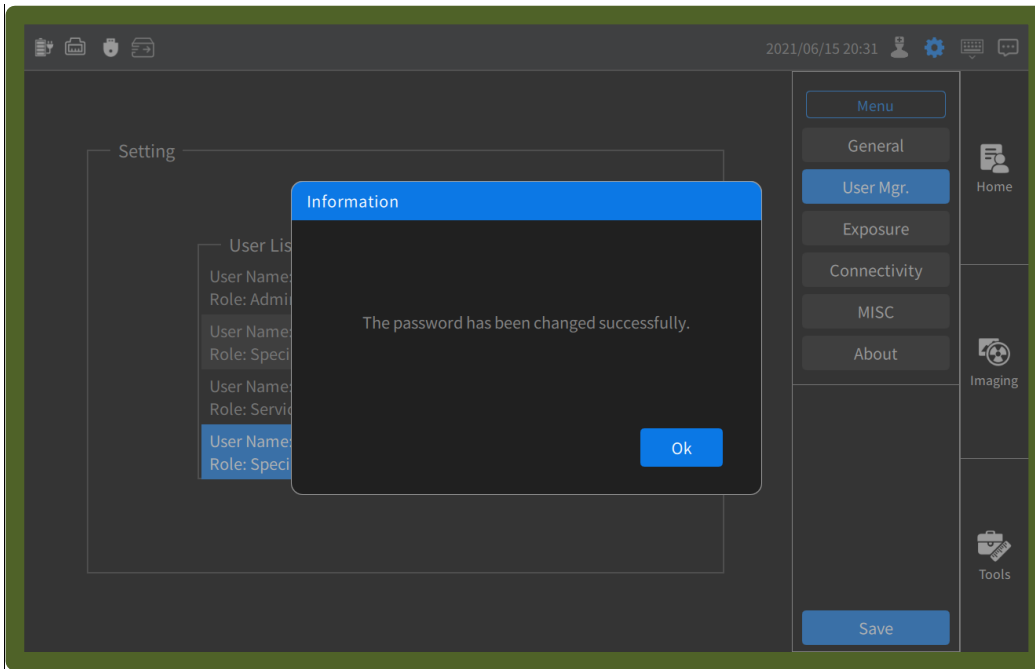 2021/06/15 20:31
Menu
General
User Mgr.
Exposure
Connectivity
MISC
About
Save
Home
Imaging
Tools
Setting
User Lis
User Name:
Role: Admi
User Name:
Role: Speci
User Name:
Role: Servic
User Name:
Role: Speci
Information
The password has been changed successfully.
Ok